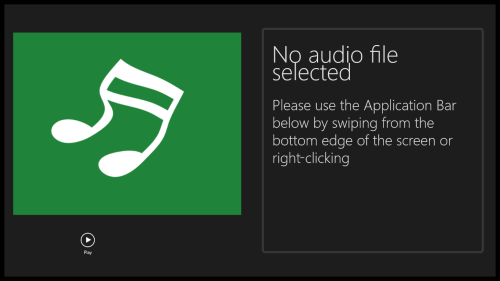 No audio file
selected
Please use the Application Bar
below by swiping from the
bottom edge of the screen or
right-clicking
Play